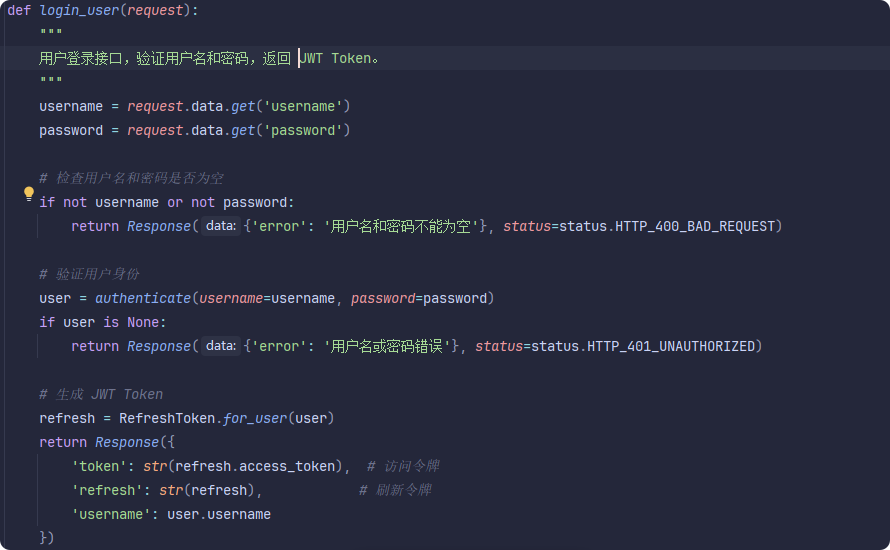 def login_user(request):
    """
    用户登录接口，验证用户名和密码，返回 JWT Token。
    """
    username = request.data.get('username')
    password = request.data.get('password')

    # 检查用户名和密码是否为空
    if not username or not password:
        return Response( data: {'error': '用户名和密码不能为空'}, status=status.HTTP_400_BAD_REQUEST)

    # 验证用户身份
    user = authenticate(username=username, password=password)
    if user is None:
        return Response( data: {'error': '用户名或密码错误'}, status=status.HTTP_401_UNAUTHORIZED)

    # 生成 JWT Token
    refresh = RefreshToken.for_user(user)
    return Response({
        'token': str(refresh.access_token),  # 访问令牌
        'refresh': str(refresh),            # 刷新令牌
        'username': user.username
    })